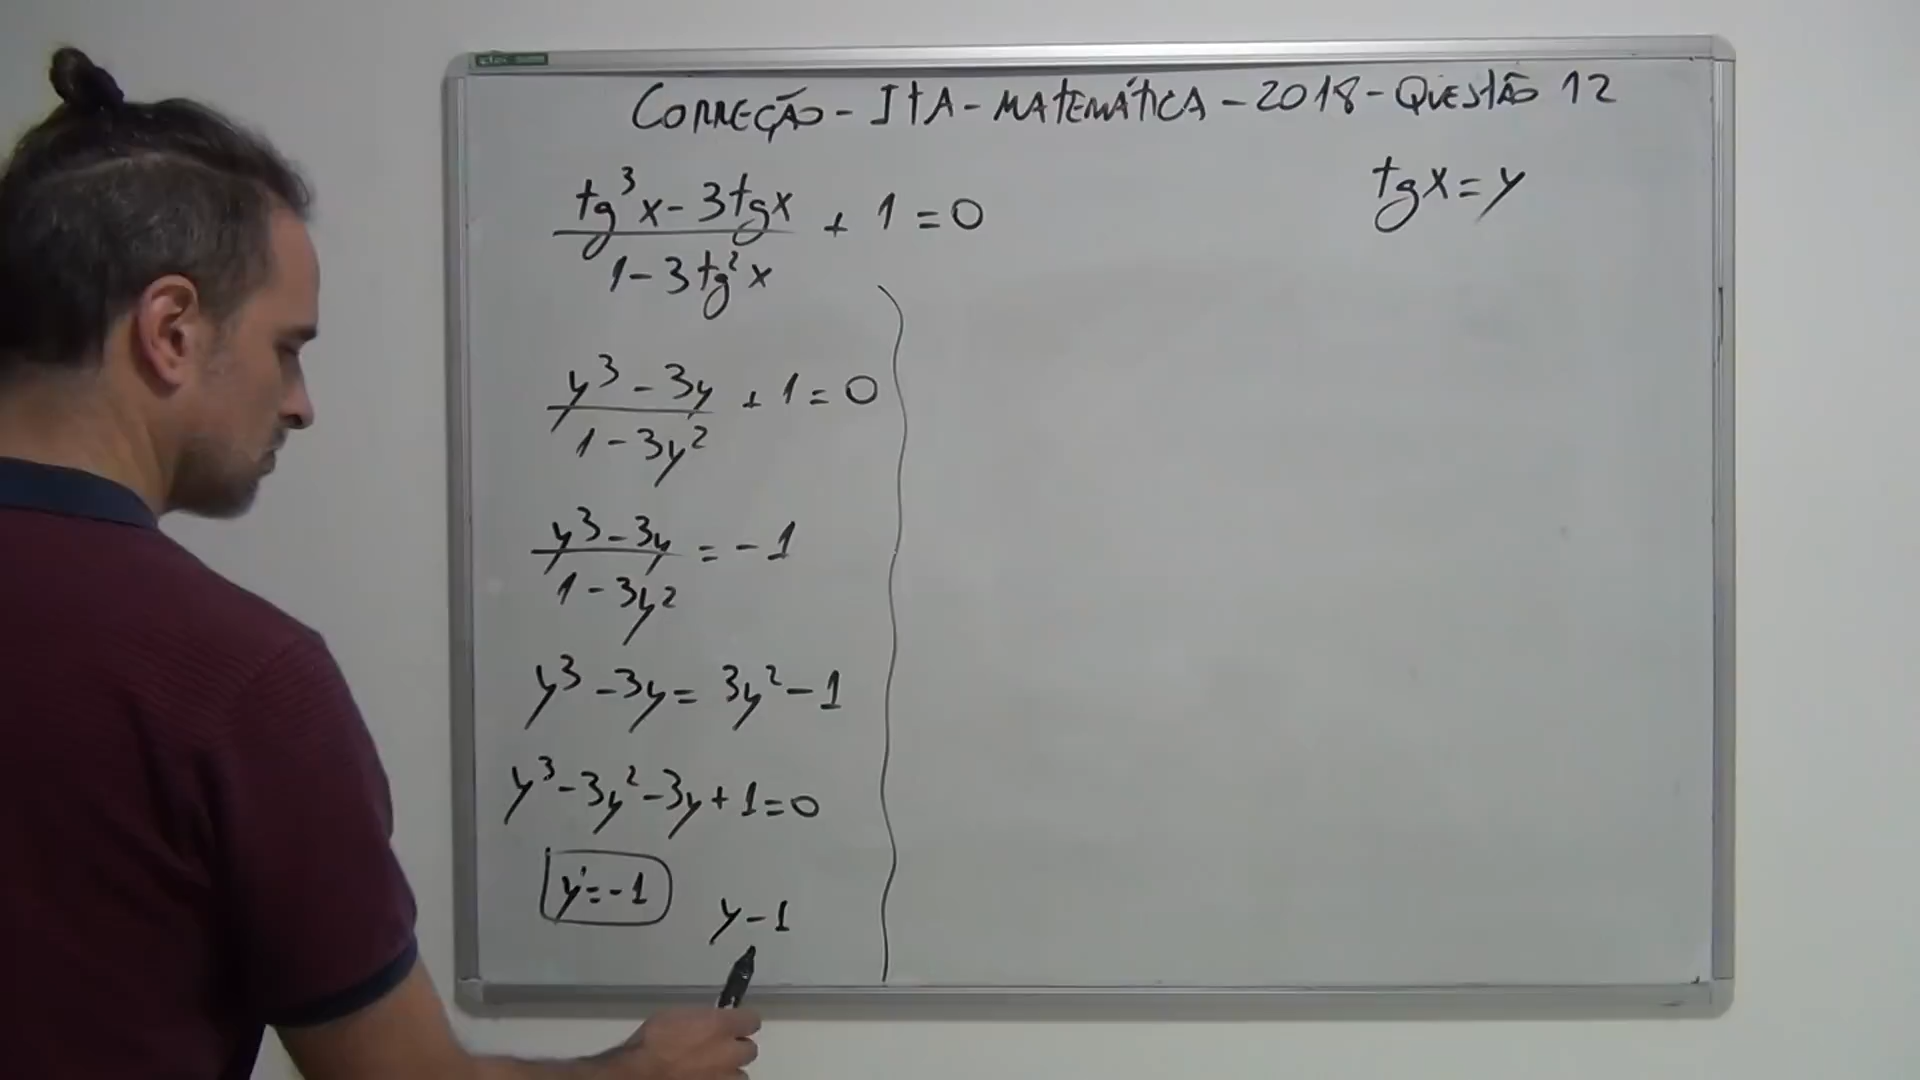 CORREÇÃO - ITA - MATEMÁTICA - 2018 - QUESTÃO 12
tg x = y
(tg³x - 3tgx)/(1 - 3tg²x) + 1 = 0
(y³ - 3y)/(1 - 3y²) + 1 = 0
(y³ - 3y)/(1 - 3y²) = -1
y³ - 3y = 3y² - 1
y³ - 3y² - 3y + 1 = 0
y' = -1
y - 1